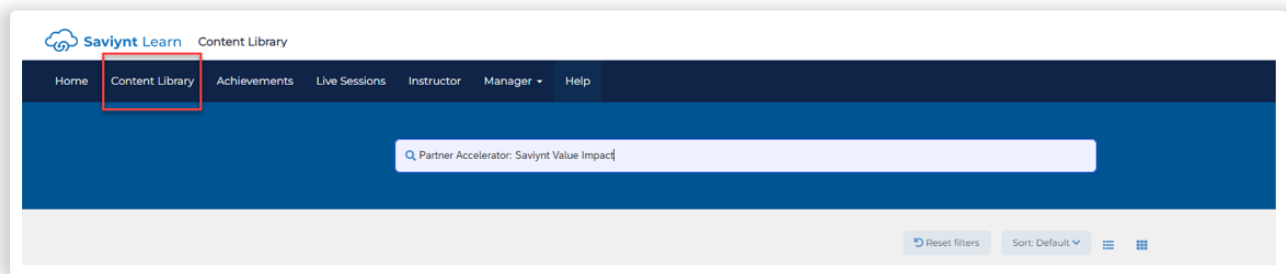 Saviynt Learn Content Library
Home Content Library Achievements Live Sessions Instructor Manager Help
Partner Accelerator: Saviynt Value Impact
Reset filters Sort: Default